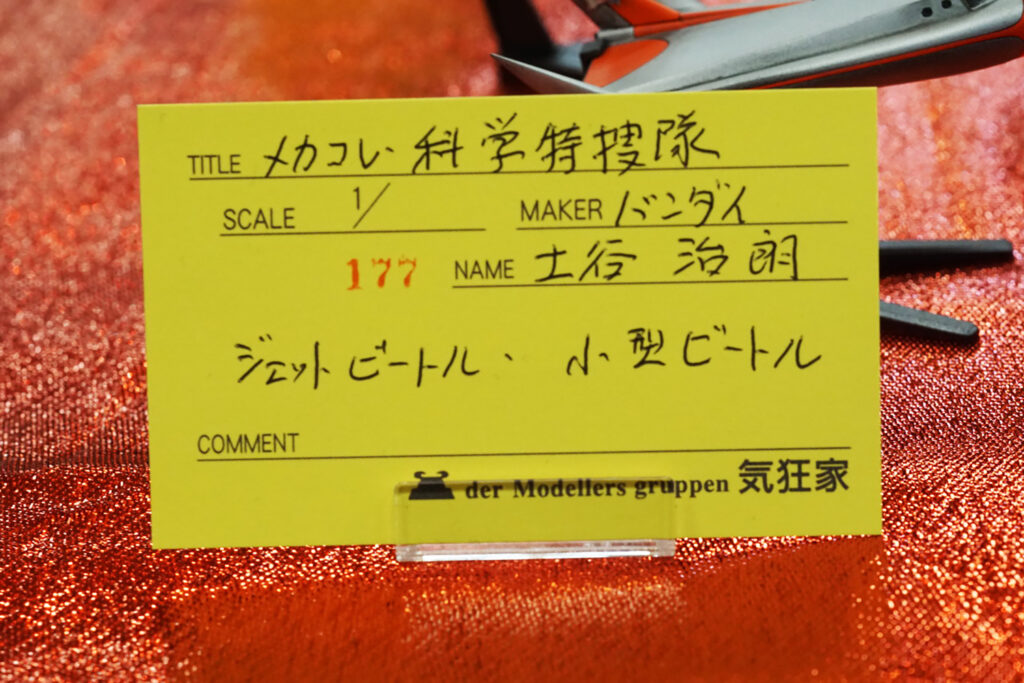 TITLE メカコレ 科学特捜隊
SCALE 1/ MAKER バンダイ
177 NAME 土谷 治朗
ジェットビートル、小型ビートル
COMMENT
der Modellers gruppen 気狂家